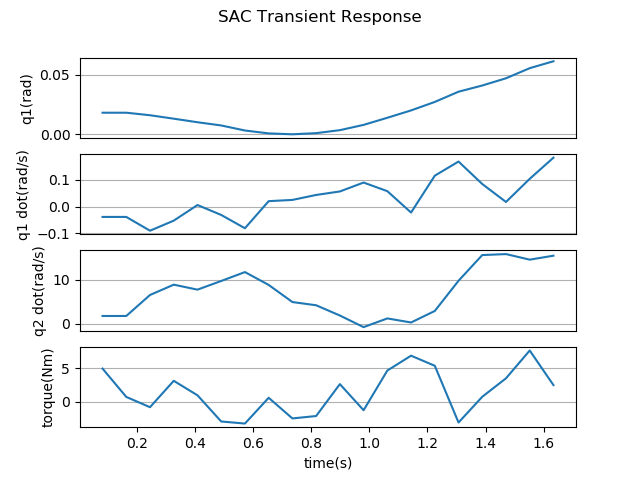 SAC Transient Response
q1(rad)
0.05
0.00
q1 dot(rad/s)
0.1
0.0
−0.1
q2 dot(rad/s)
10
0
torque(Nm)
5
0
0.2 0.4 0.6 0.8 1.0 1.2 1.4 1.6
time(s)